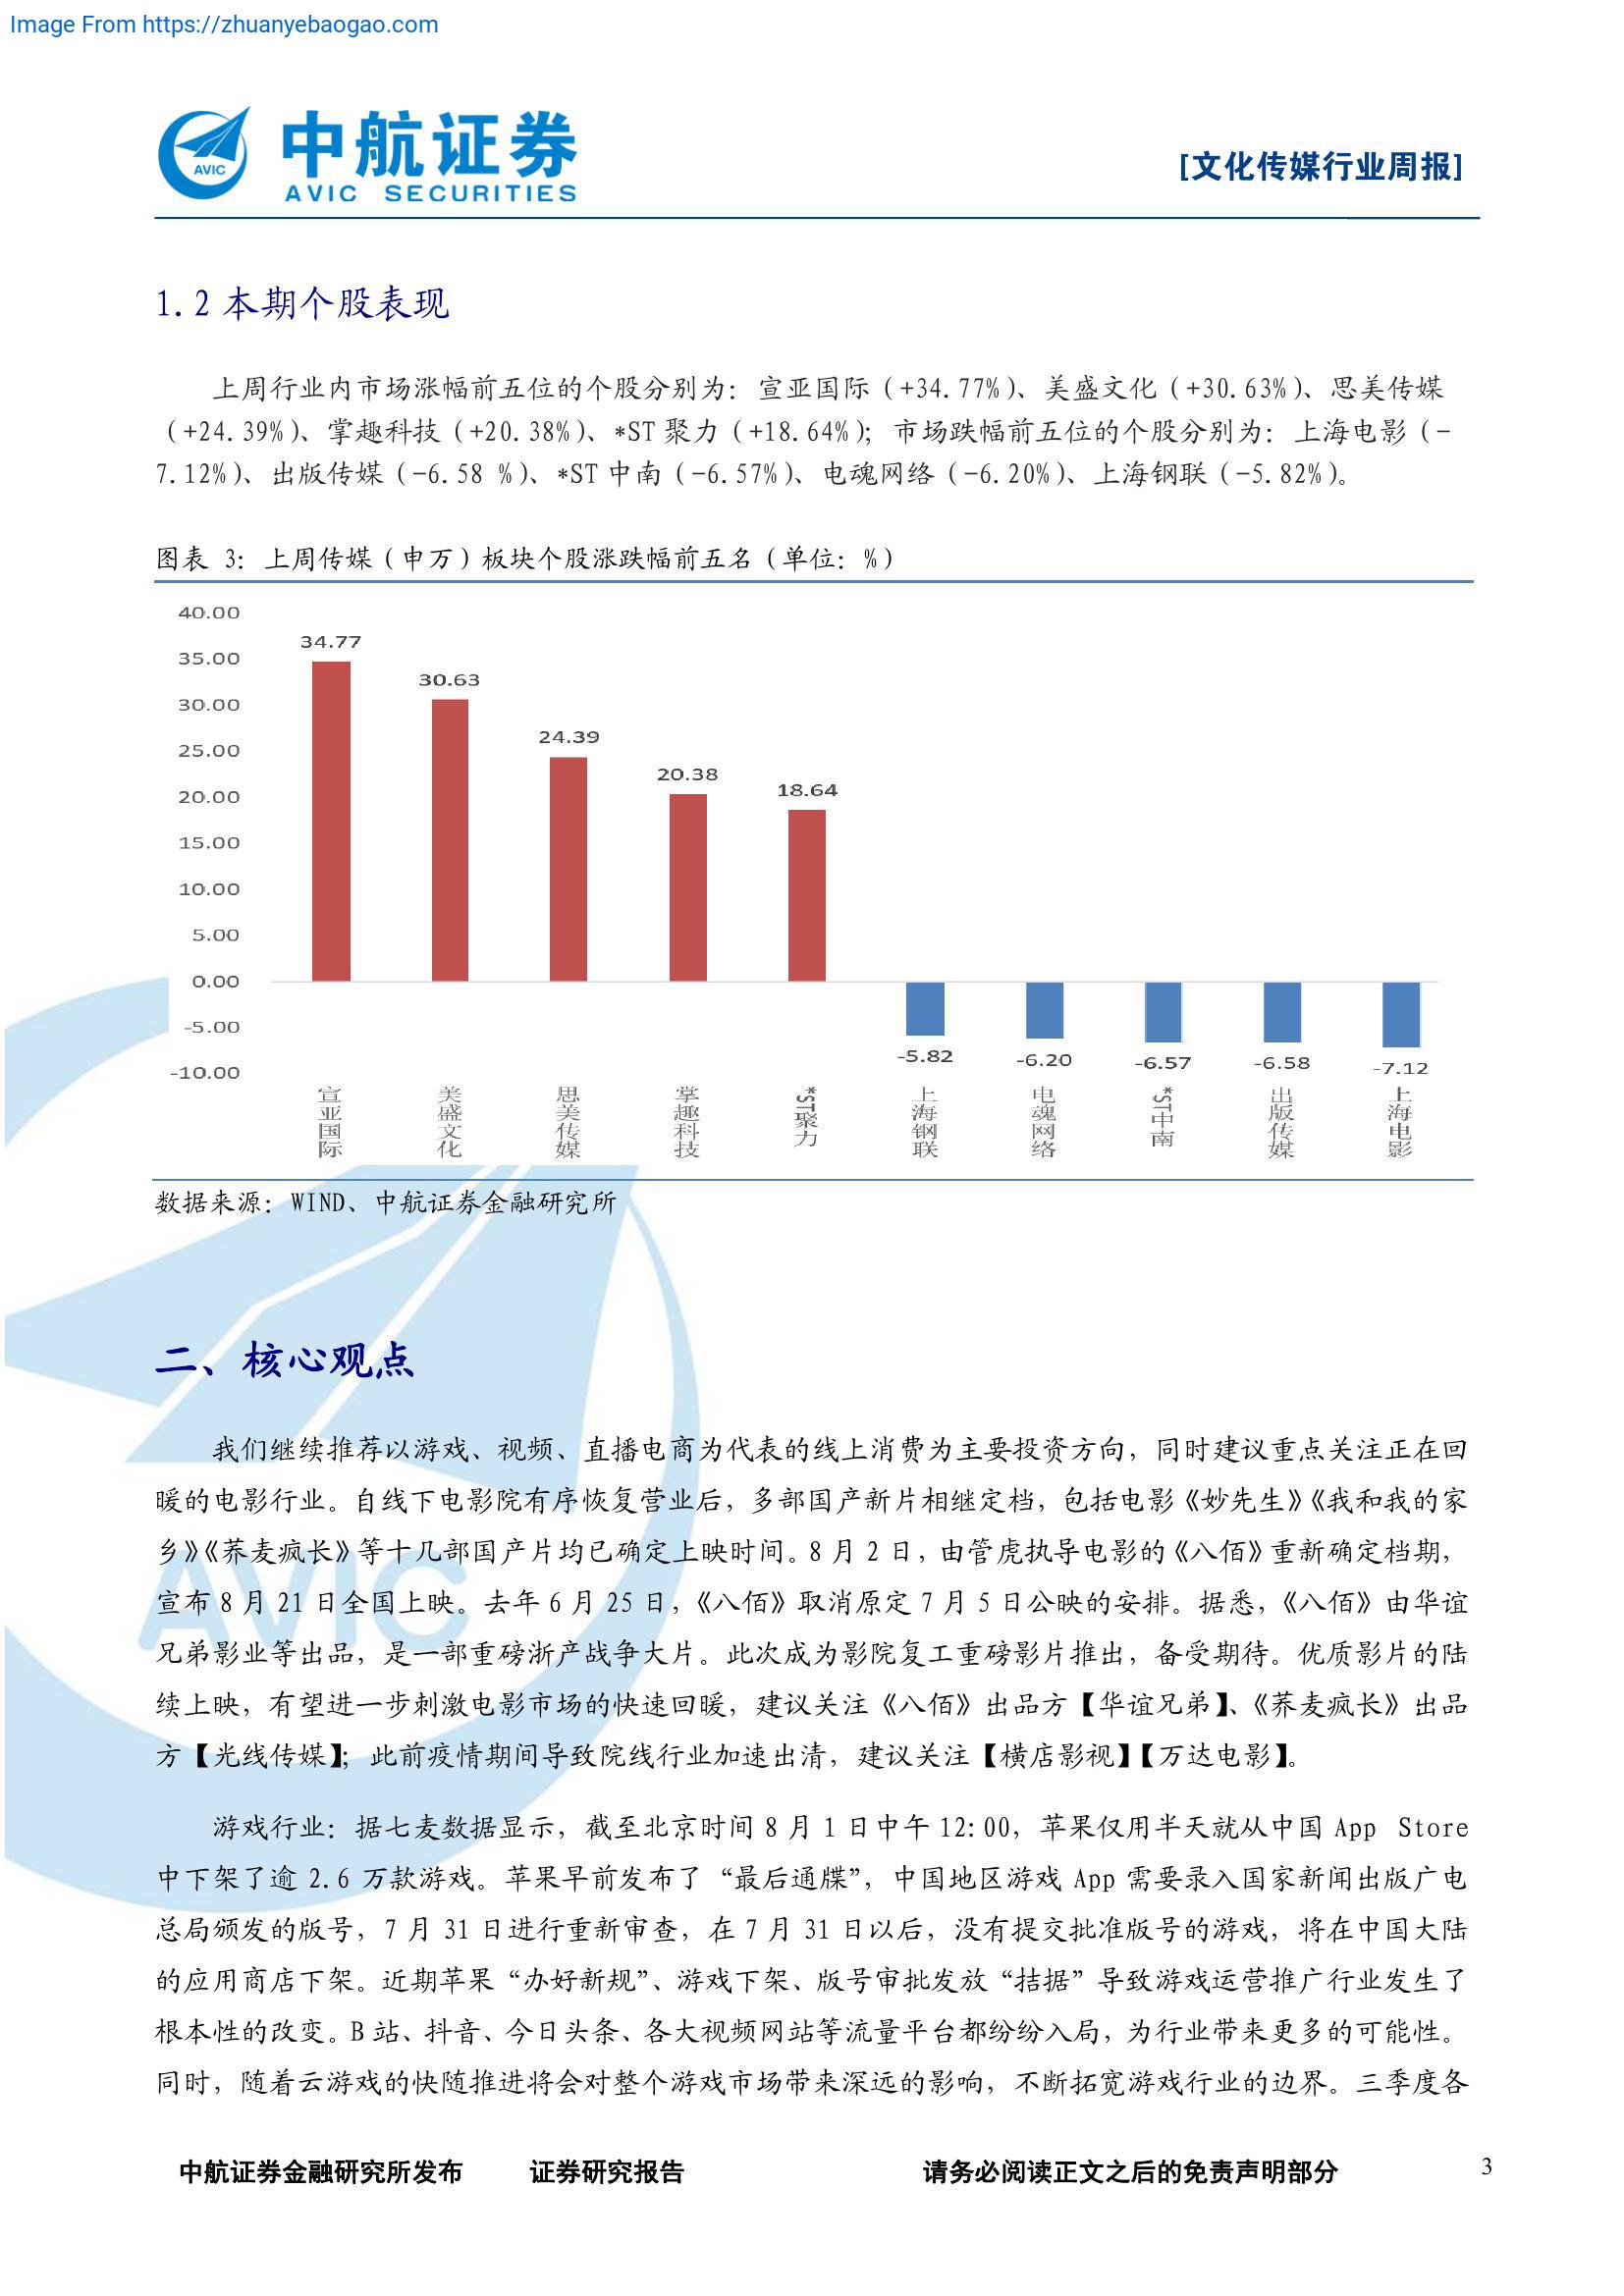 Image From https://zhuanyebaogao.com
AVIC
中航证券
AVIC SECURITIES
[文化传媒行业周报]
1.2 本期个股表现
上周行业内市场涨幅前五位的个股分别为：宣亚国际（+34.77%）、美盛文化（+30.63%）、思美传媒
（+24.39%）、掌趣科技（+20.38%）、*ST 聚力（+18.64%）；市场跌幅前五位的个股分别为：上海电影（-
7.12%）、出版传媒（-6.58 %）、*ST 中南（-6.57%）、电魂网络（-6.20%）、上海钢联（-5.82%）。
图表 3：上周传媒（申万）板块个股涨跌幅前五名（单位：%）
40.00
35.00
30.00
25.00
20.00
15.00
10.00
5.00
0.00
-5.00
-10.00
34.77
30.63
24.39
20.38
18.64
-5.82
-6.20
-6.57
-6.58
-7.12
宣亚国际
美盛文化
思美传媒
掌趣科技
*ST聚力
上海钢联
电魂网络
*ST中南
出版传媒
上海电影
数据来源：WIND、中航证券金融研究所
二、核心观点
我们继续推荐以游戏、视频、直播电商为代表的线上消费为主要投资方向，同时建议重点关注正在回
暖的电影行业。自线下电影院有序恢复营业后，多部国产新片相继定档，包括电影《妙先生》《我和我的家
乡》《荞麦疯长》等十几部国产片均已确定上映时间。8 月 2 日，由管虎执导电影的《八佰》重新确定档期，
宣布 8 月 21 日全国上映。去年 6 月 25 日，《八佰》取消原定 7 月 5 日公映的安排。据悉，《八佰》由华谊
兄弟影业等出品，是一部重磅浙产战争大片。此次成为影院复工重磅影片推出，备受期待。优质影片的陆
续上映，有望进一步刺激电影市场的快速回暖，建议关注《八佰》出品方【华谊兄弟】、《荞麦疯长》出品
方【光线传媒】；此前疫情期间导致院线行业加速出清，建议关注【横店影视】【万达电影】。
游戏行业：据七麦数据显示，截至北京时间 8 月 1 日中午 12:00，苹果仅用半天就从中国 App Store
中下架了逾 2.6 万款游戏。苹果早前发布了“最后通牒”，中国地区游戏 App 需要录入国家新闻出版广电
总局颁发的版号，7 月 31 日进行重新审查，在 7 月 31 日以后，没有提交批准版号的游戏，将在中国大陆
的应用商店下架。近期苹果“办好新规”、游戏下架、版号审批发放“拮据”导致游戏运营推广行业发生了
根本性的改变。B 站、抖音、今日头条、各大视频网站等流量平台都纷纷入局，为行业带来更多的可能性。
同时，随着云游戏的快随推进将会对整个游戏市场带来深远的影响，不断拓宽游戏行业的边界。三季度各
AVIC
中航证券金融研究所发布 证券研究报告 请务必阅读正文之后的免责声明部分 3